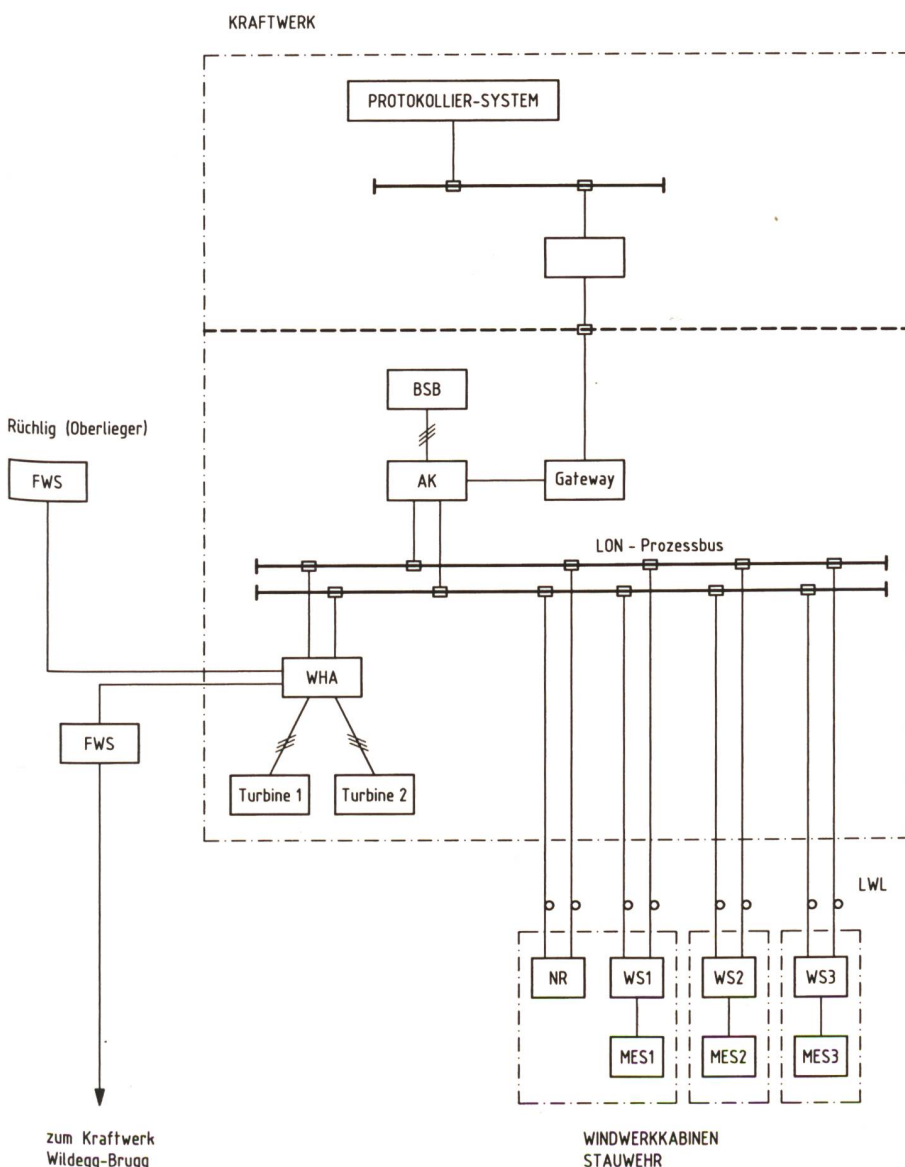 KRAFTWERK
PROTOKOLLIER-SYSTEM
BSB
Rüchlig (Oberlieger)
FWS
AK
Gateway
LON - Prozessbus
WHA
FWS
Turbine 1
Turbine 2
LWL
NR
WS1
WS2
WS3
MES1
MES2
MES3
zum Kraftwerk
Wildegg-Brugg
WINDWERKKABINEN
STAUWEHR